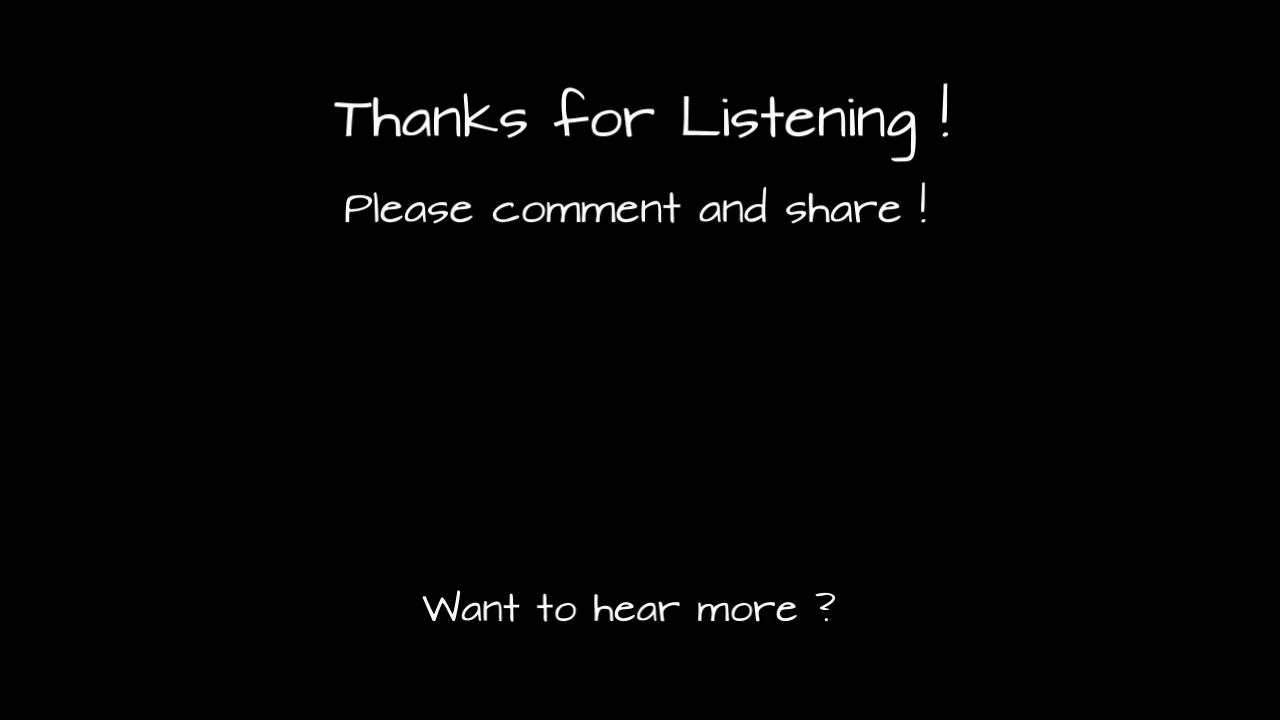 Thanks for Listening !
Please comment and share !
Want to hear more ?